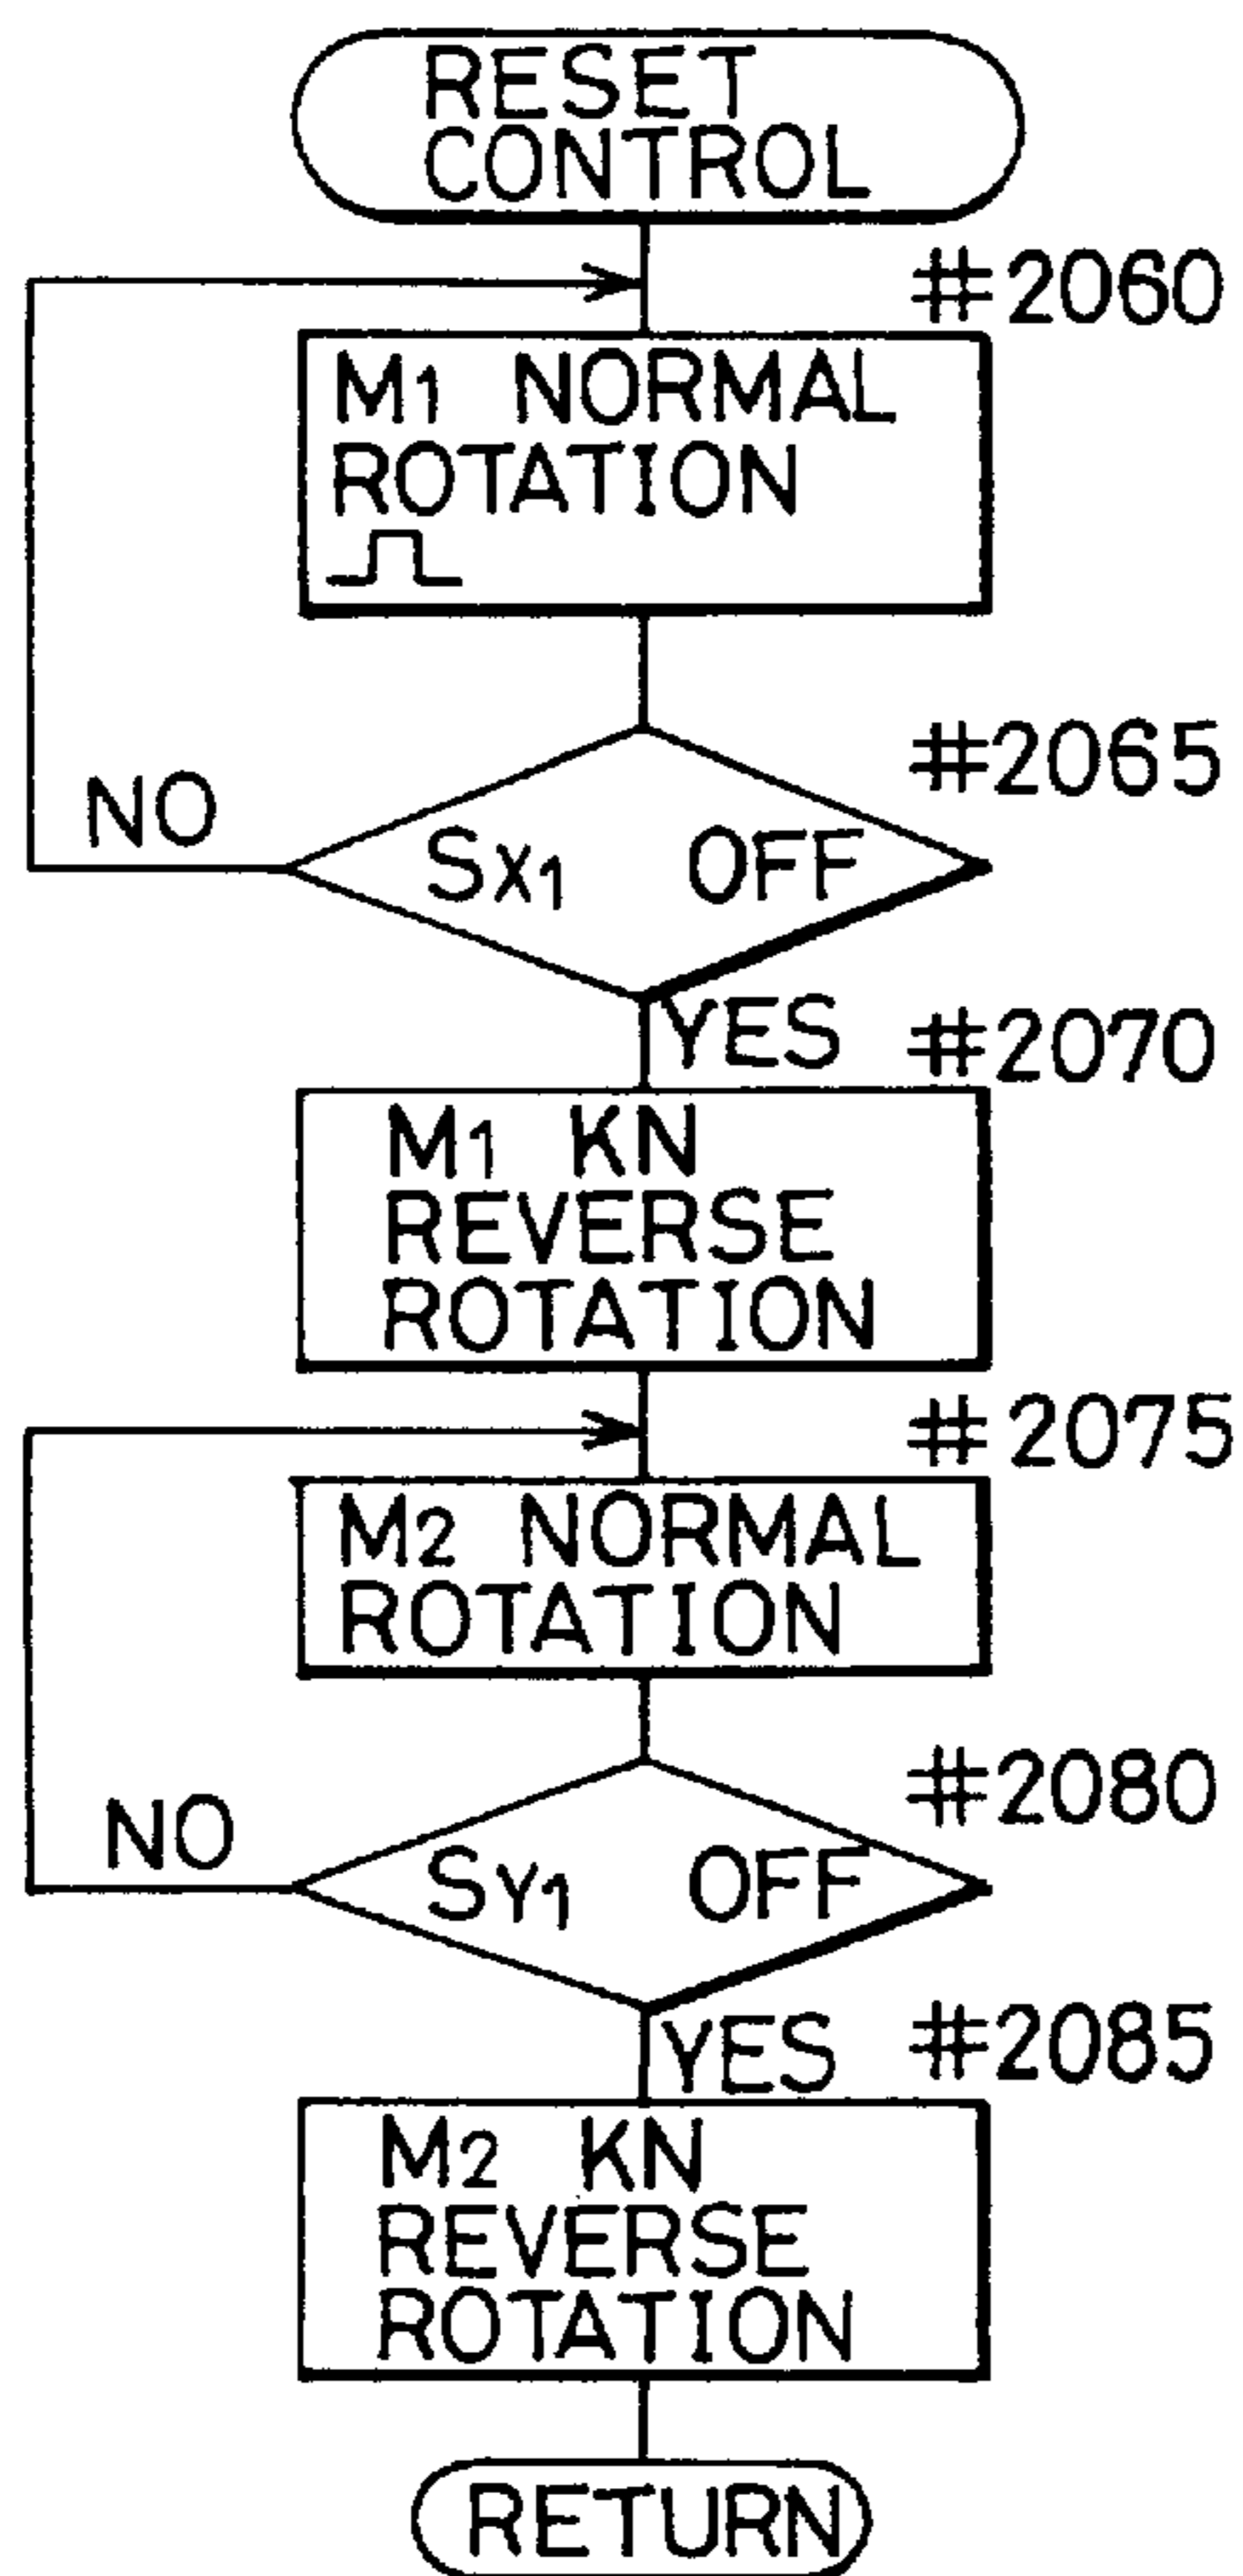 RESET
CONTROL
#2060
M1 NORMAL
ROTATION
#2065
NO
SX1 OFF
YES
#2070
M1 KN
REVERSE
ROTATION
#2075
M2 NORMAL
ROTATION
#2080
NO
SY1 OFF
YES
#2085
M2 KN
REVERSE
ROTATION
RETURN